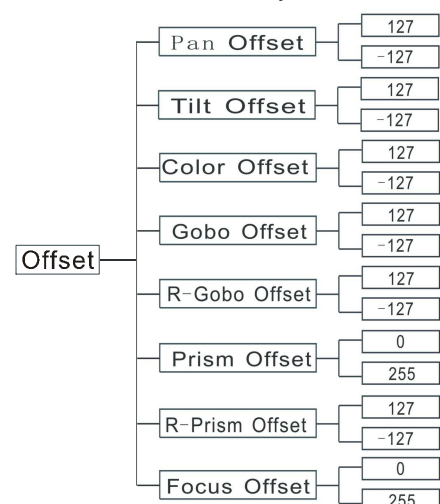 Pan Offset
127
-127
Tilt Offset
127
-127
Color Offset
127
-127
Gobo Offset
127
-127
Offset
R-Gobo Offset
127
-127
Prism Offset
0
255
R-Prism Offset
127
-127
Focus Offset
0
255